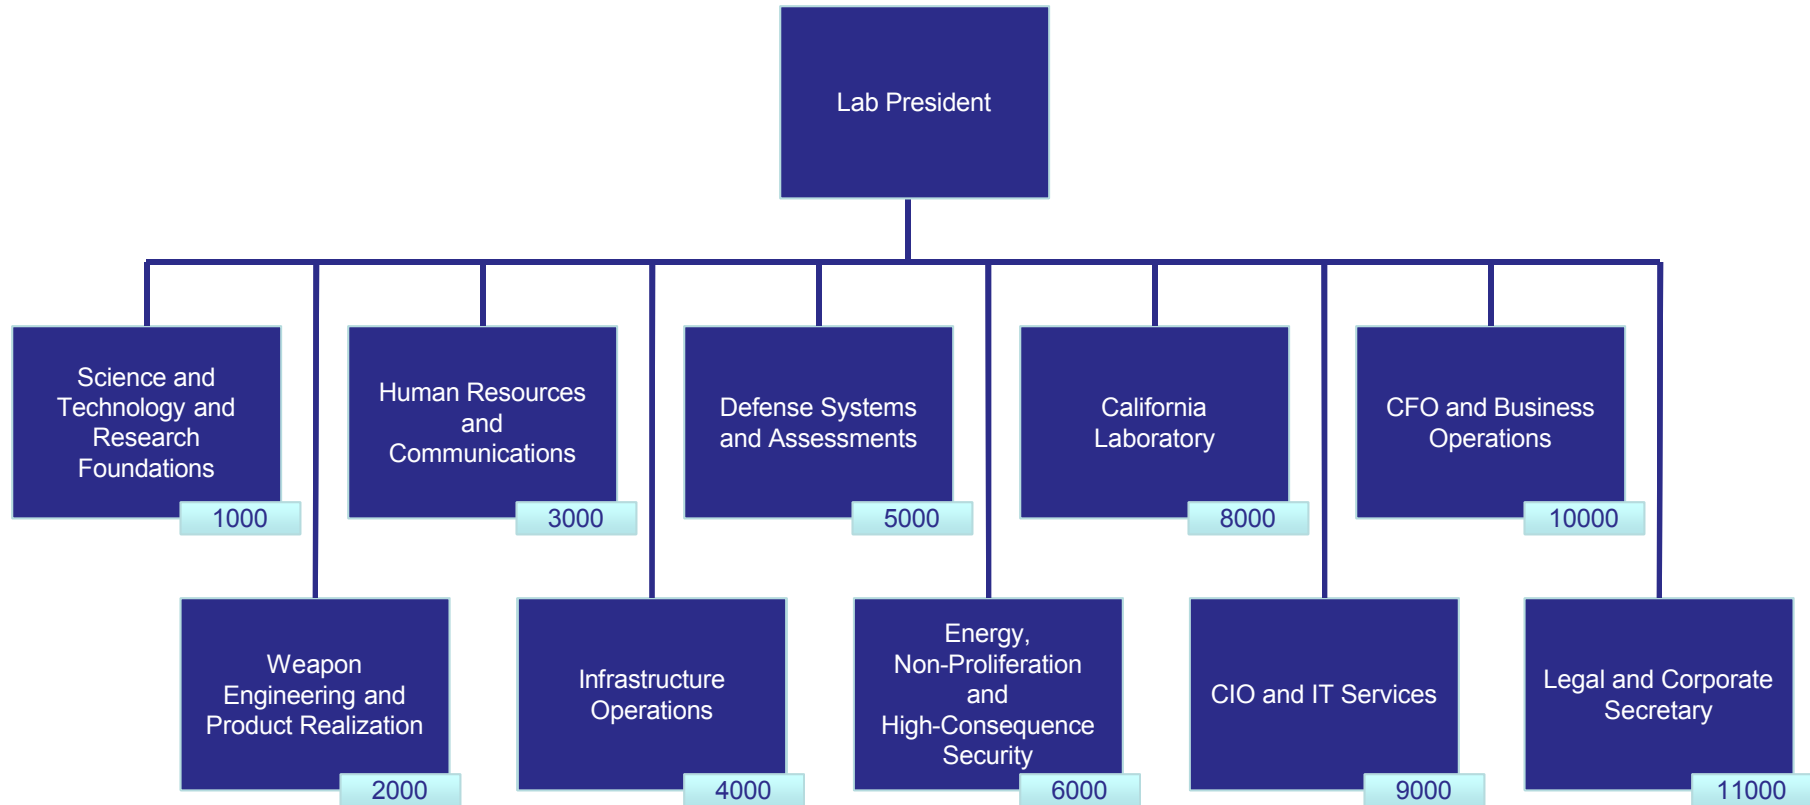 Lab President
Science and
Technology and
Research
Foundations
1000
Human Resources
and
Communications
3000
Defense Systems
and Assessments
5000
California
Laboratory
8000
CFO and Business
Operations
10000
Weapon
Engineering and
Product Realization
2000
Infrastructure
Operations
4000
Energy,
Non-Proliferation
and
High-Consequence
Security
6000
CIO and IT Services
9000
Legal and Corporate
Secretary
11000